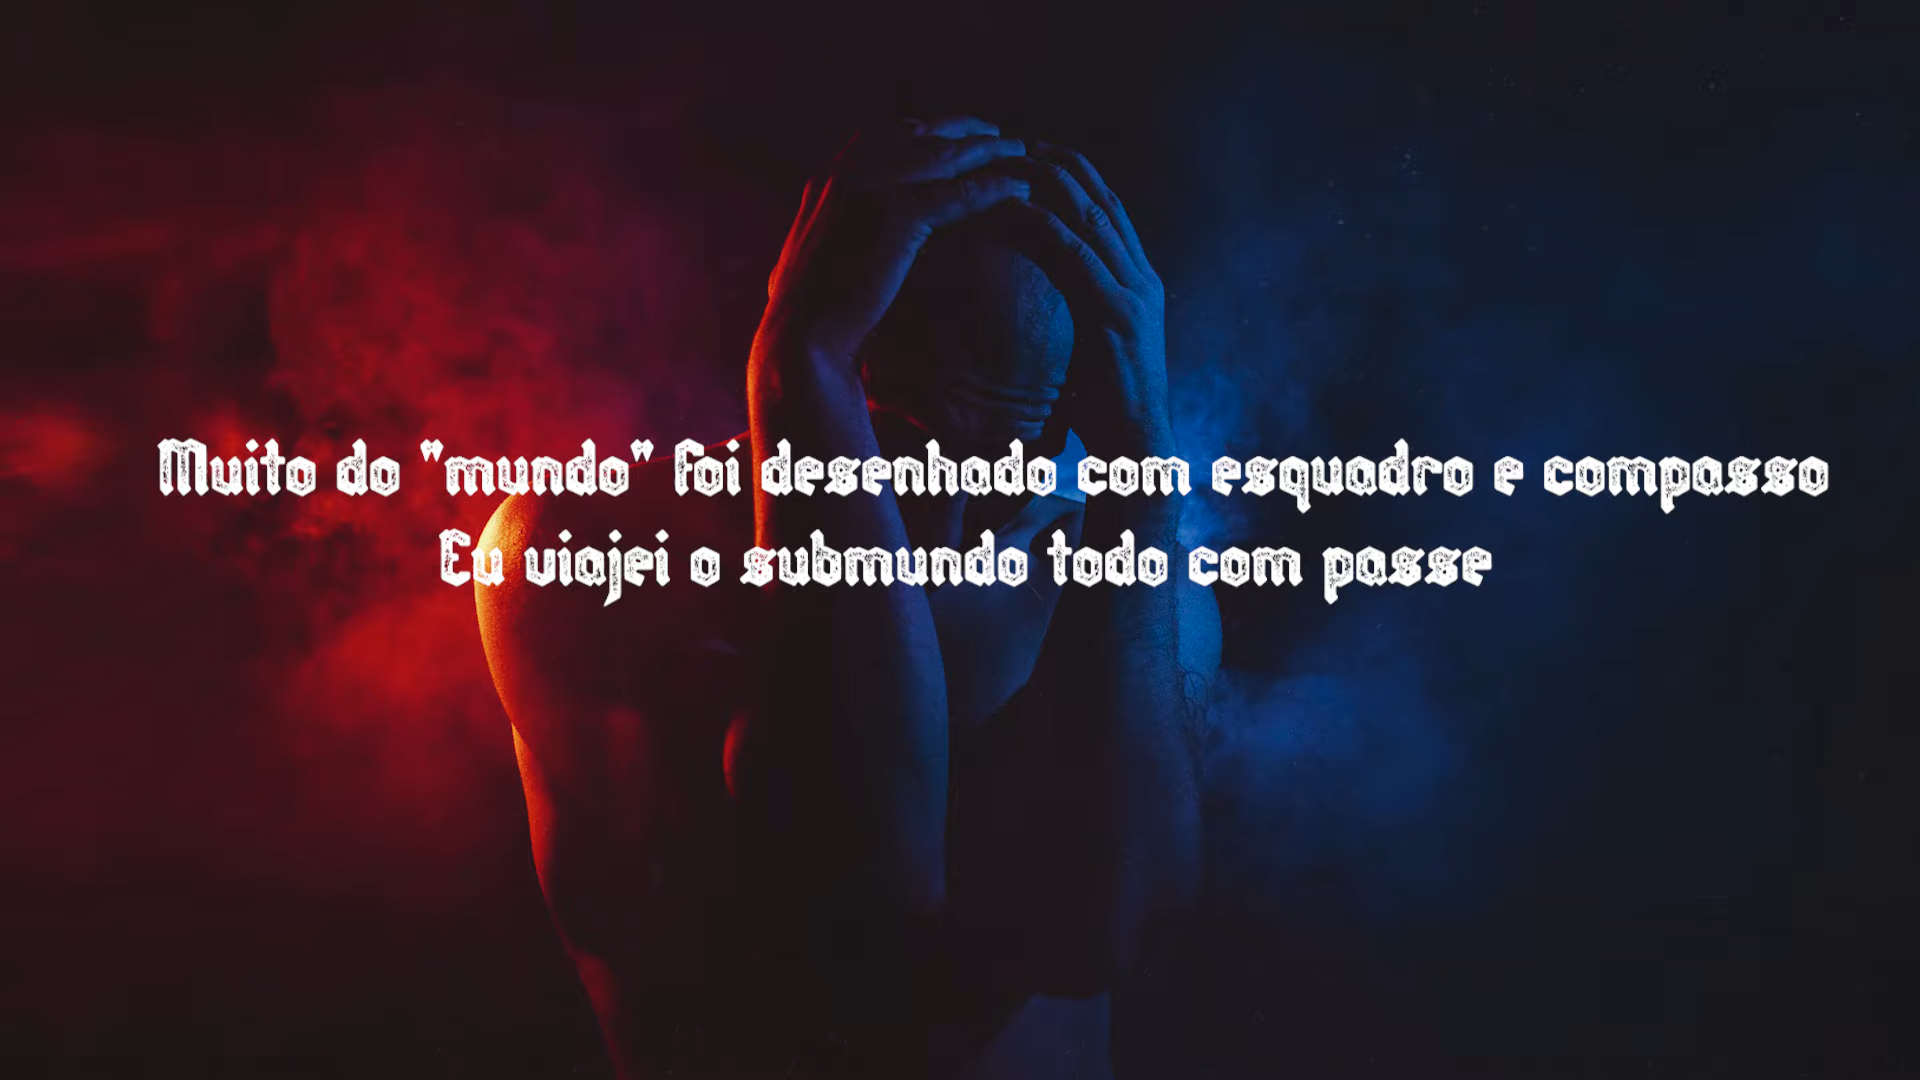 Muito do "mundo" foi desenhado com esquadro e compasso
Eu viajei o submundo todo com passe